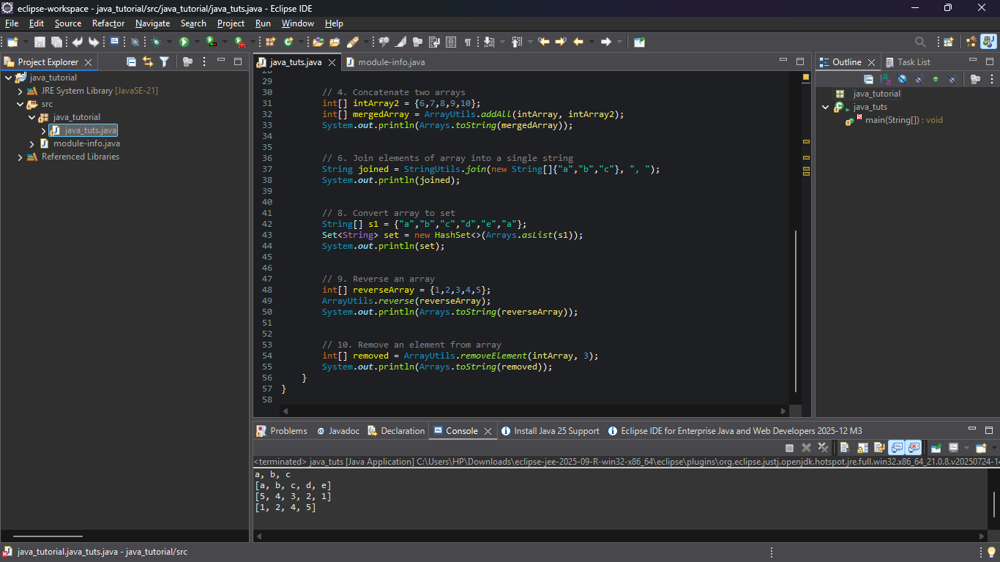 eclipse-workspace - java_tutorial/src/java_tutorial/java_tuts.java - Eclipse IDE
File Edit Source Refactor Navigate Search Project Run Window Help
Project Explorer
java_tutorial
JRE System Library [JavaSE-21]
src
java_tutorial
java_tuts.java
module-info.java
Referenced Libraries
java_tuts.java module-info.java
29
30 // 4. Concatenate two arrays
31 int[] intArray2 = {6,7,8,9,10};
32 int[] mergedArray = ArrayUtils.addAll(intArray, intArray2);
33 System.out.println(Arrays.toString(mergedArray));
34
35
36 // 6. Join elements of array into a single string
37 String joined = StringUtils.join(new String[]{"a","b","c"}, ", ");
38 System.out.println(joined);
39
40
41 // 8. Convert array to set
42 String[] s1 = {"a","b","c","d","e","a"};
43 Set<String> set = new HashSet<>(Arrays.asList(s1));
44 System.out.println(set);
45
46
47 // 9. Reverse an array
48 int[] reverseArray = {1,2,3,4,5};
49 ArrayUtils.reverse(reverseArray);
50 System.out.println(Arrays.toString(reverseArray));
51
52
53 // 10. Remove an element from array
54 int[] removed = ArrayUtils.removeElement(intArray, 3);
55 System.out.println(Arrays.toString(removed));
56 }
57 }
58
Outline Task List
java_tutorial
java_tuts
main(String[]) : void
Problems Javadoc Declaration Console Install Java 25 Support Eclipse IDE for Enterprise Java and Web Developers 2025-12 M3
<terminated> java_tuts [Java Application] C:\Users\HP\Downloads\eclipse-jee-2025-09-R-win32-x86_64\eclipse\plugins\org.eclipse.justj.openjdk.hotspot.jre.full.win32.x86_64_21.0.8.v20250724-14
a, b, c
[a, b, c, d, e]
[5, 4, 3, 2, 1]
[1, 2, 4, 5]
java_tutorial.java_tuts.java - java_tutorial/src